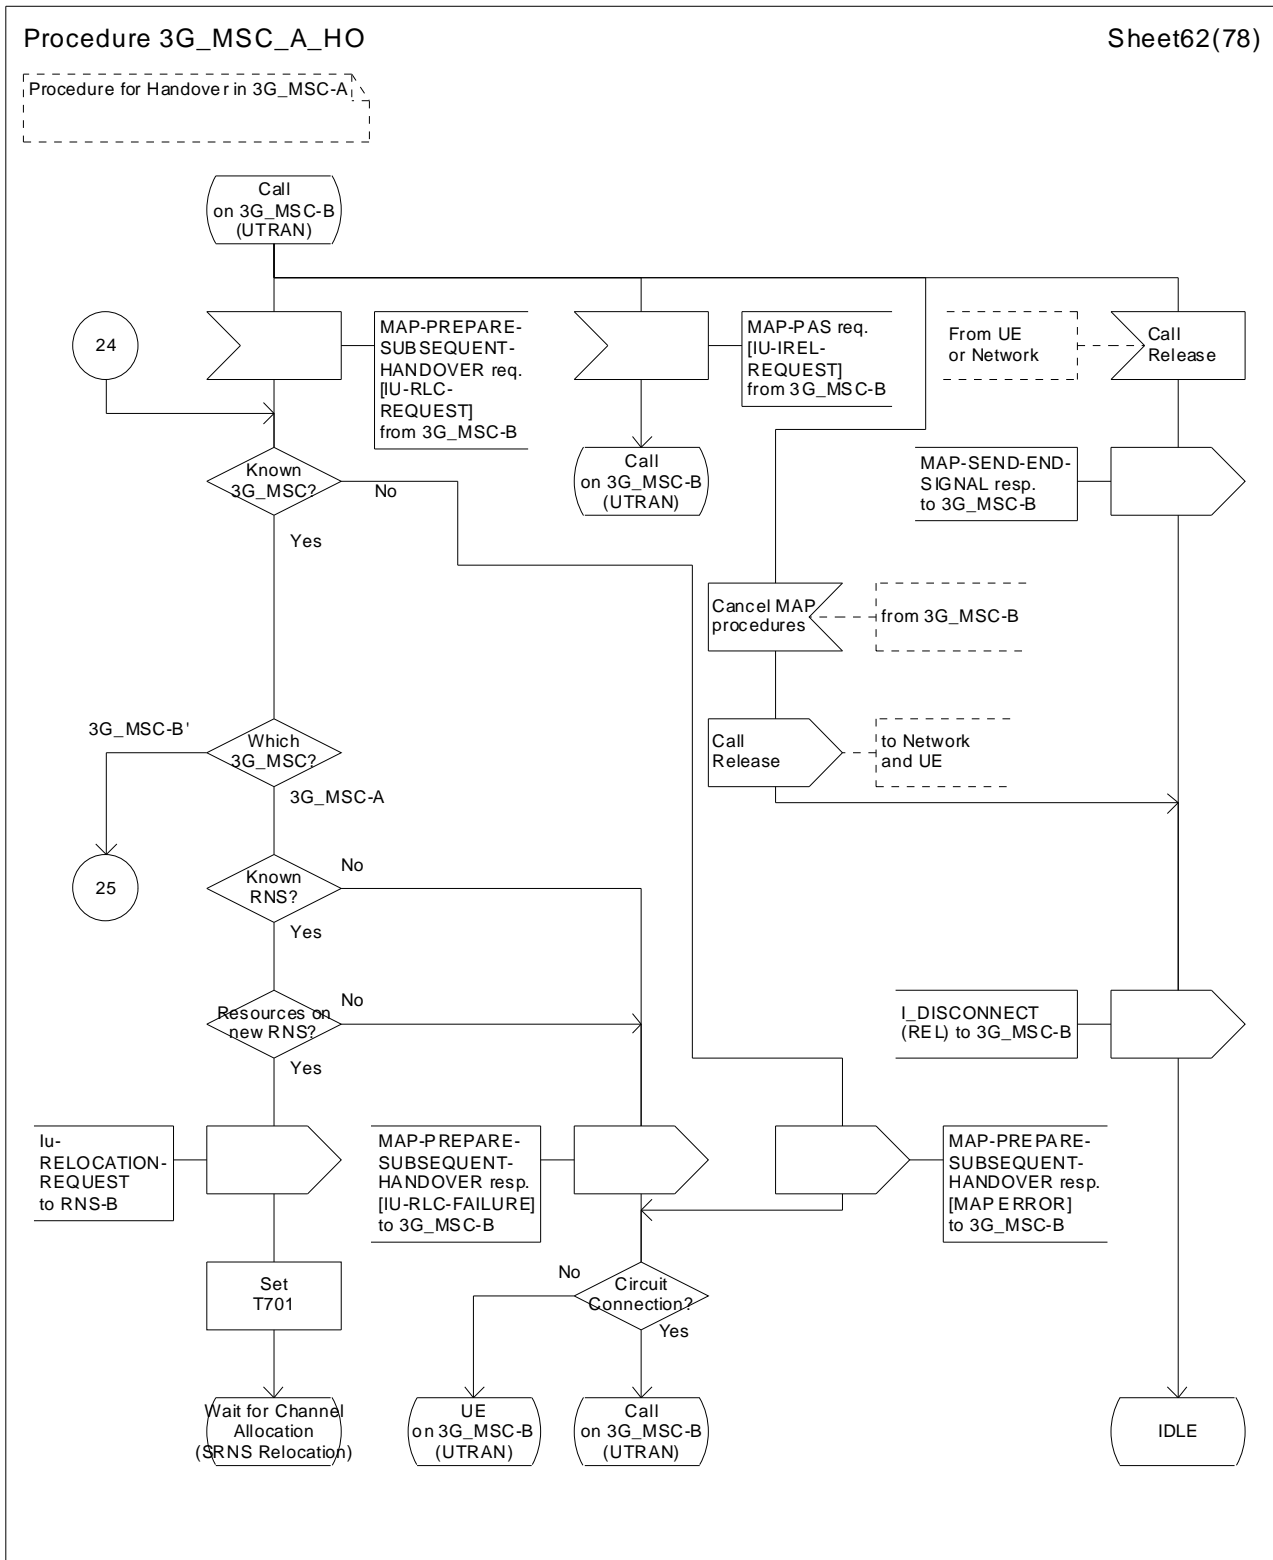 Procedure 3G_MSC_A_HO
Sheet62(78)
Procedure for Handover in 3G_MSC-A
Call
on 3G_MSC-B
(UTRAN)
24
MAP-PREPARE-
SUBSEQUENT-
HANDOVER req.
[IU-RLC-
REQUEST]
from 3G_MSC-B
MAP-PAS req.
[IU-IREL-
REQUEST]
from 3G_MSC-B
From UE
or Network
Call
Release
Known
3G_MSC?
No
Yes
Call
on 3G_MSC-B
(UTRAN)
MAP-SEND-END-
SIGNAL resp.
to 3G_MSC-B
Cancel MAP
procedures
from 3G_MSC-B
3G_MSC-B'
Which
3G_MSC?
3G_MSC-A
Call
Release
to Network
and UE
25
Known
RNS?
No
Yes
Resources on
new RNS?
No
Yes
I_DISCONNECT
(REL) to 3G_MSC-B
Iu-
RELOCATION-
REQUEST
to RNS-B
MAP-PREPARE-
SUBSEQUENT-
HANDOVER resp.
[IU-RLC-FAILURE]
to 3G_MSC-B
MAP-PREPARE-
SUBSEQUENT-
HANDOVER resp.
[MAP ERROR]
to 3G_MSC-B
Set
T701
No
Circuit
Connection?
Yes
Wait for Channel
Allocation
(SRNS Relocation)
UE
on 3G_MSC-B
(UTRAN)
Call
on 3G_MSC-B
(UTRAN)
IDLE